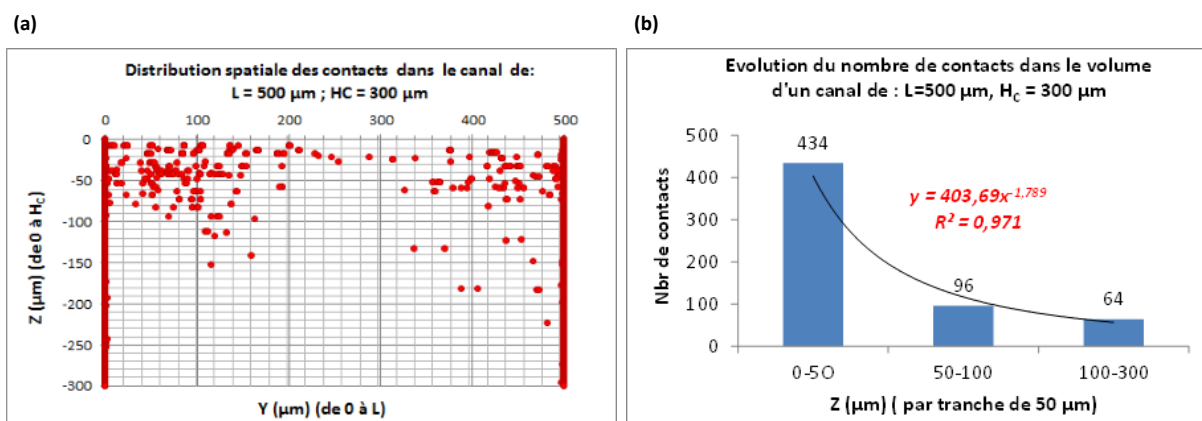 (a)
(b)
Distribution spatiale des contacts dans le canal de:
L = 500 µm ; HC = 300 µm
0 100 200 300 400 500
0
-50
-100
-150
-200
-250
-300
Z (µm) (de 0 à HC)
Y (µm) (de 0 à L)
Evolution du nombre de contacts dans le volume
d'un canal de : L=500 µm, HC = 300 µm
500
400
300
200
100
0
Nbr de contacts
434
96
64
y = 403,69x-1,789
R² = 0,971
0-5O 50-100 100-300
Z (µm) ( par tranche de 50 µm)